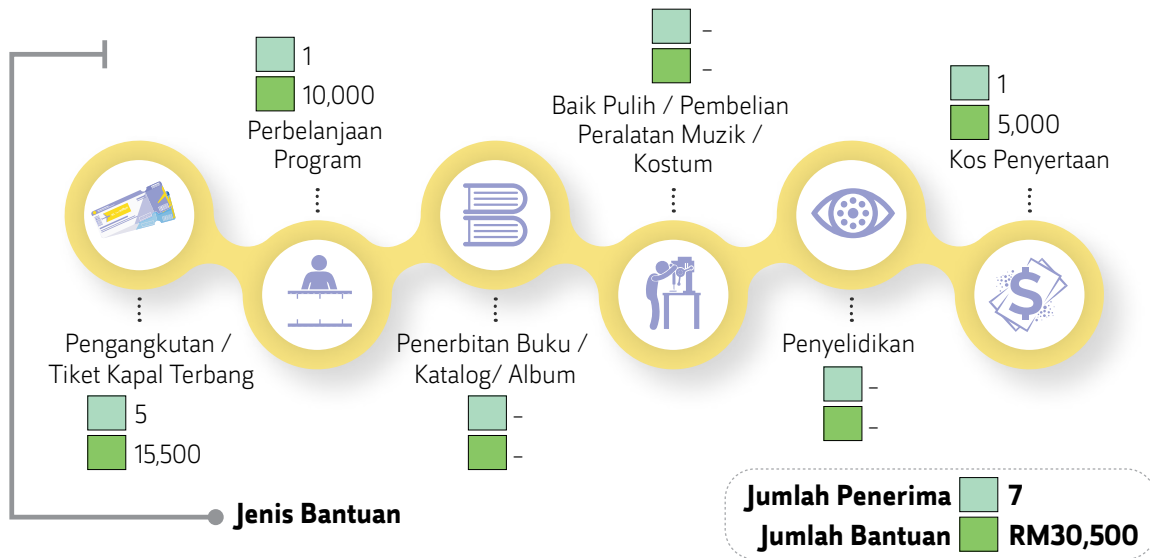 1
10,000
Perbelanjaan
Program
–
–
Baik Pulih / Pembelian
Peralatan Muzik /
Kostum
1
5,000
Kos Penyertaan
$
Pengangkutan /
Tiket Kapal Terbang
5
15,500
Penerbitan Buku /
Katalog/ Album
–
–
Penyelidikan
–
–
Jenis Bantuan
Jumlah Penerima 7
Jumlah Bantuan RM30,500